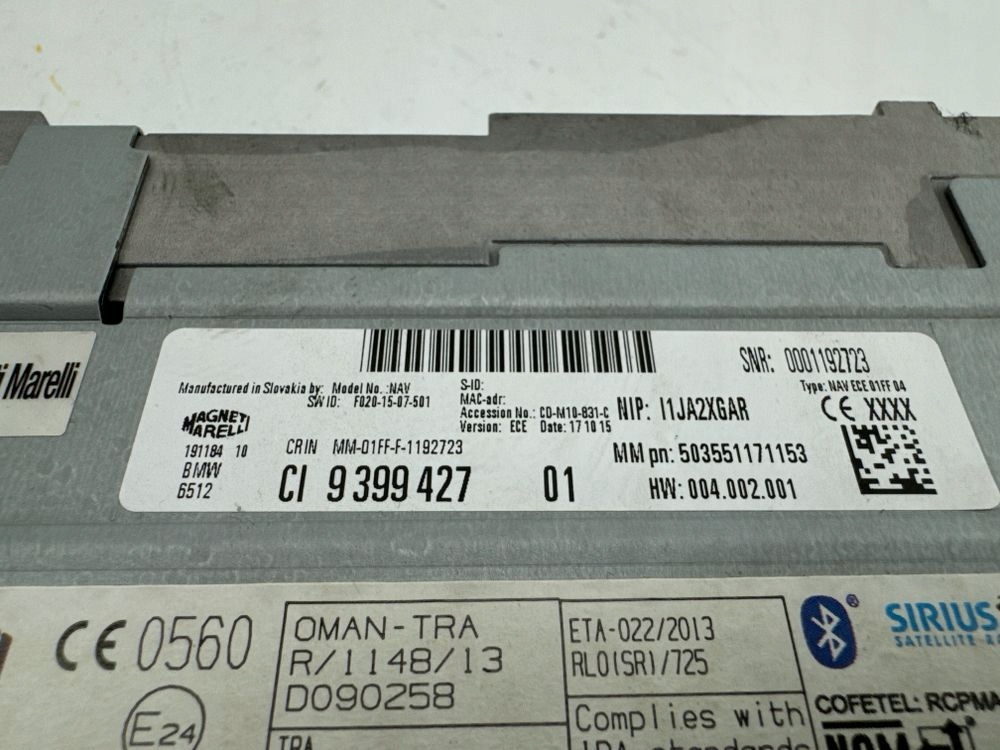 i Marelli
SNR: 0001192723
Type: NAV ECE 01FF 04
Manufactured in Slovakia by: Model No.: NAV
SW ID: F020-15-07-501
S-ID:
MAC-adr:
Accession No.: CD-M10-831-C
Version: ECE Date: 17 10 15
NIP: I1JA2XGAR
CE XXXX
MAGNETI
MARELLI
191184 10
BMW
6512
CRIN MM-01FF-F-1192723
CI 9 399 427 01
MM pn: 503551171153
HW: 004.002.001
CE 0560
E24
OMAN-TRA
R/1148/13
D090258
TRA
ETA-022/2013
RLO(SR)/725
Complies with
IDA standards
SIRIUS
SATELLITE
COFETEL: RCPMA
NOM